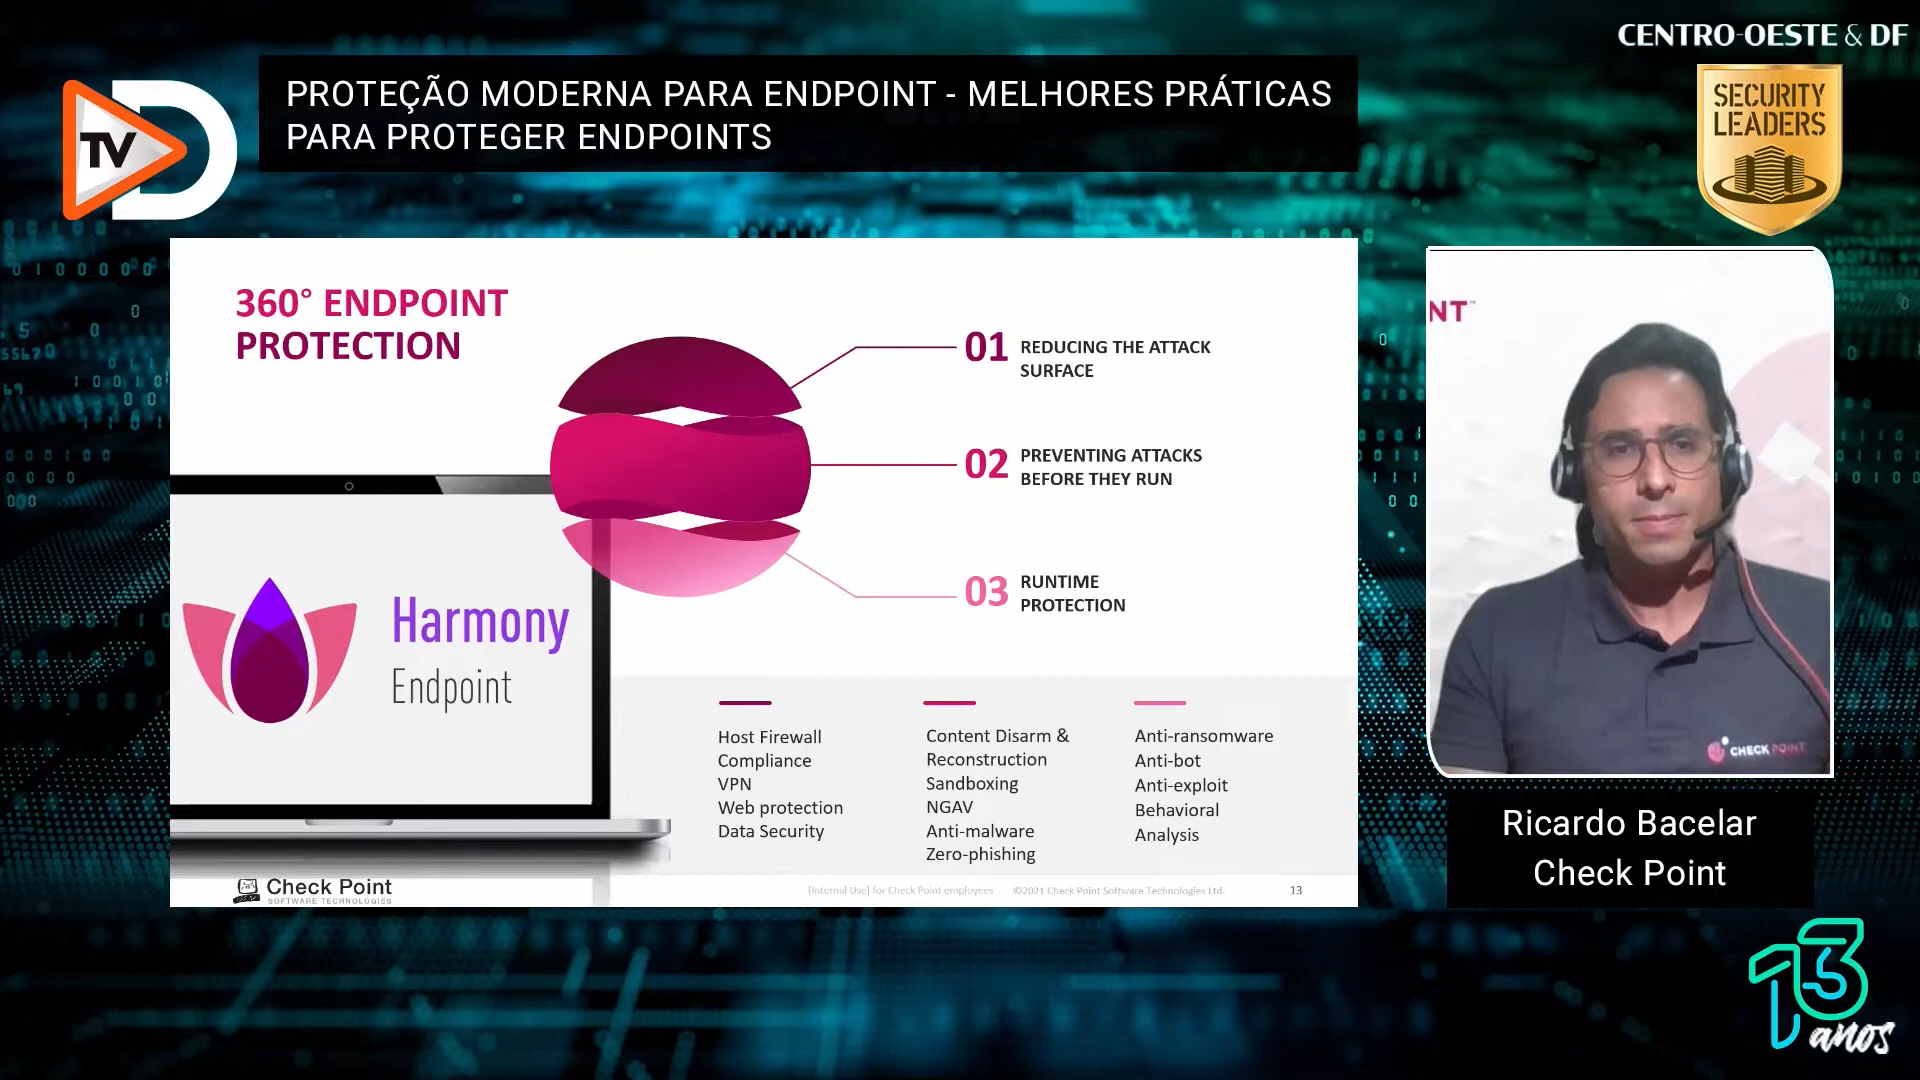 CENTRO-OESTE & DF
SECURITY
LEADERS
TV D
PROTEÇÃO MODERNA PARA ENDPOINT - MELHORES PRÁTICAS
PARA PROTEGER ENDPOINTS
360° ENDPOINT
PROTECTION
01 REDUCING THE ATTACK
SURFACE
02 PREVENTING ATTACKS
BEFORE THEY RUN
03 RUNTIME
PROTECTION
Harmony
Endpoint
Host Firewall
Compliance
VPN
Web protection
Data Security
Content Disarm &
Reconstruction
Sandboxing
NGAV
Anti-malware
Zero-phishing
Anti-ransomware
Anti-bot
Anti-exploit
Behavioral
Analysis
Check Point
SOFTWARE TECHNOLOGIES
[Internal Use] for Check Point employees
©2021 Check Point Software Technologies Ltd.
13
NT™
CHECK POINT
Ricardo Bacelar
Check Point
13
anos